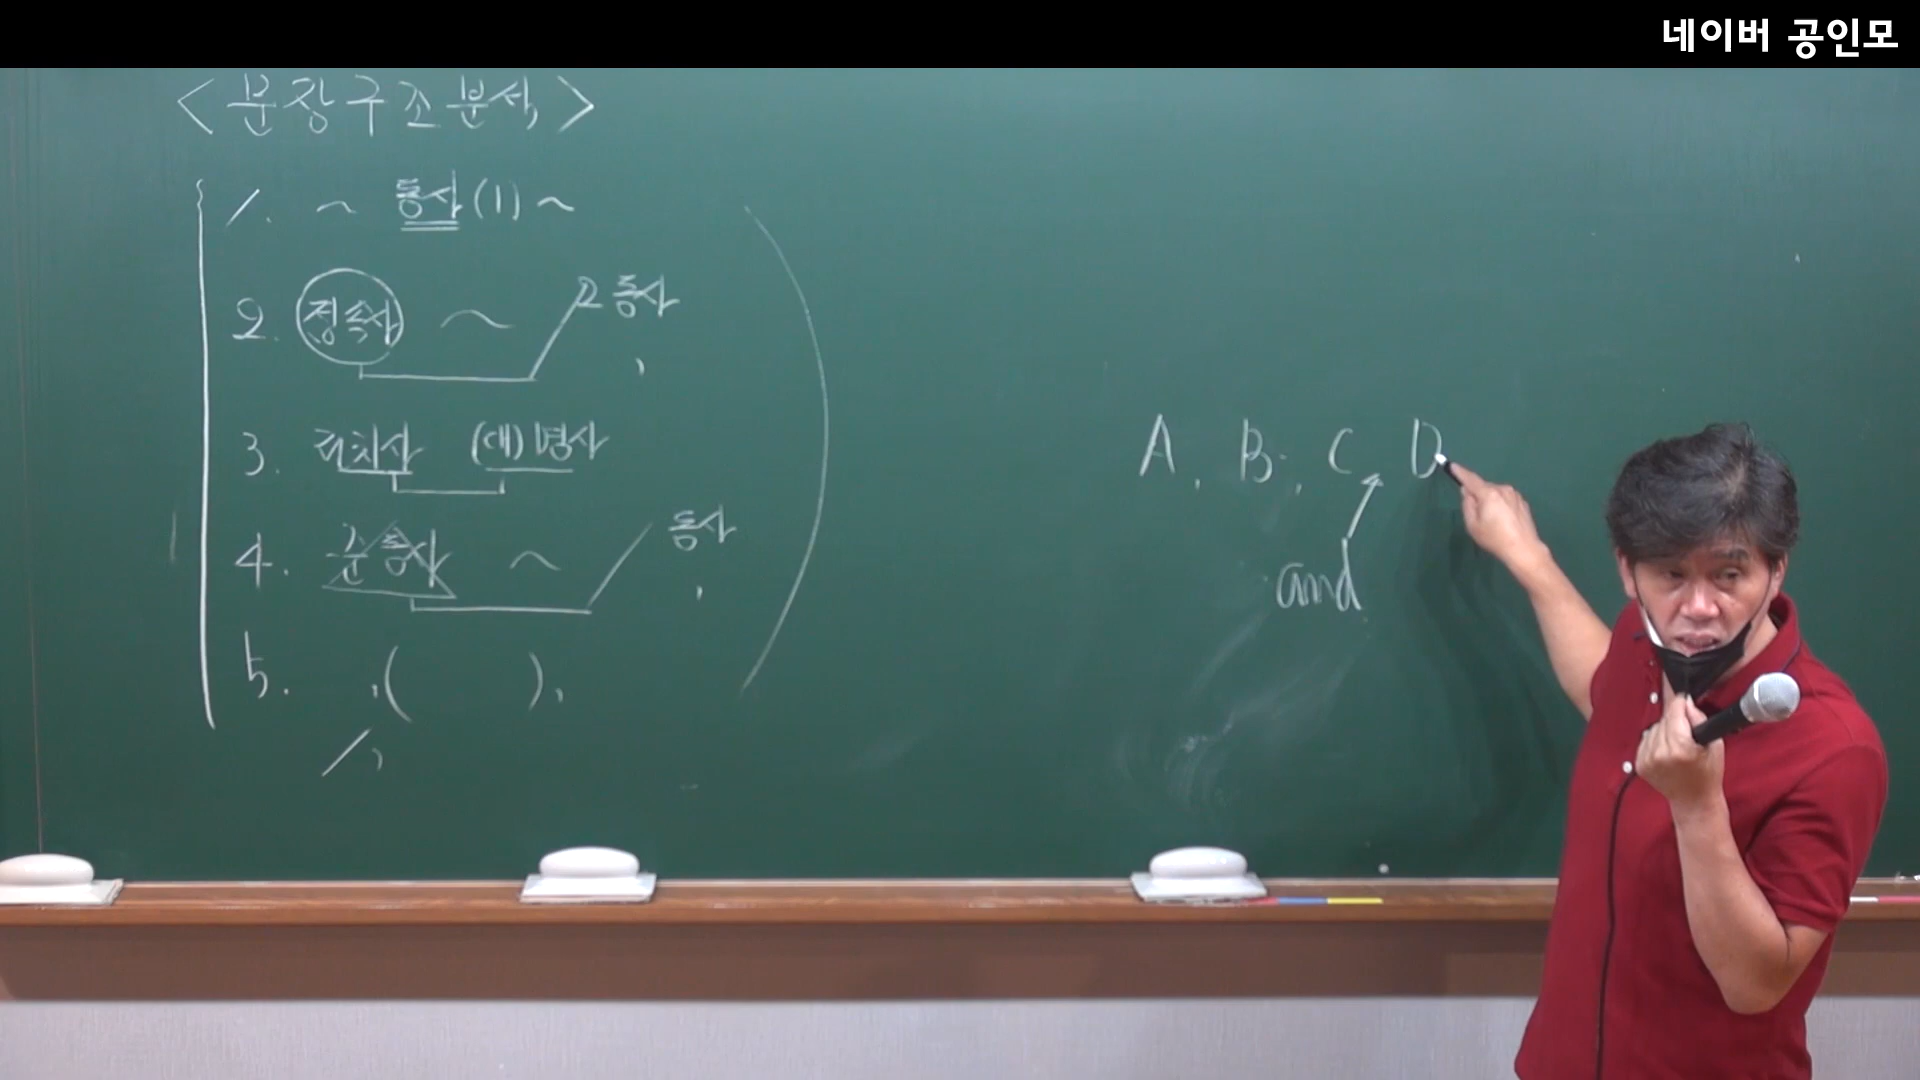 네이버 공인모
<문장구조분석>
1. ~ 동사(1) ~
2. 접속사 ~ 2 동사
,
3. 전치사 (대)명사
4. 준동사 ~ 동사
,
5. ,( ),
/,
A, B, C D
and